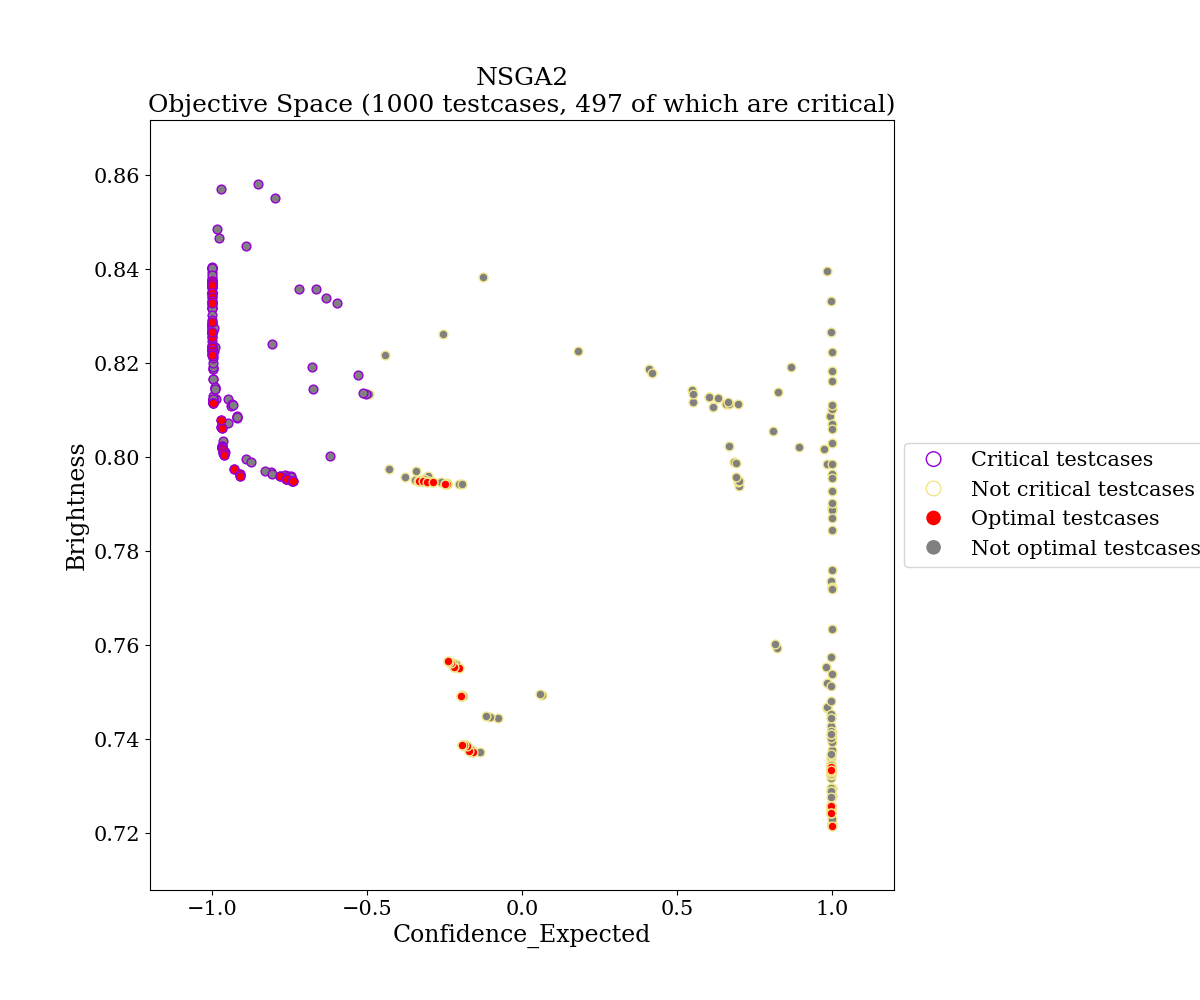 NSGA2
Objective Space (1000 testcases, 497 of which are critical)
0.86
0.84
0.82
0.80
0.78
0.76
0.74
0.72
Brightness
−1.0
−0.5
0.0
0.5
1.0
Confidence_Expected
Critical testcases
Not critical testcases
Optimal testcases
Not optimal testcases